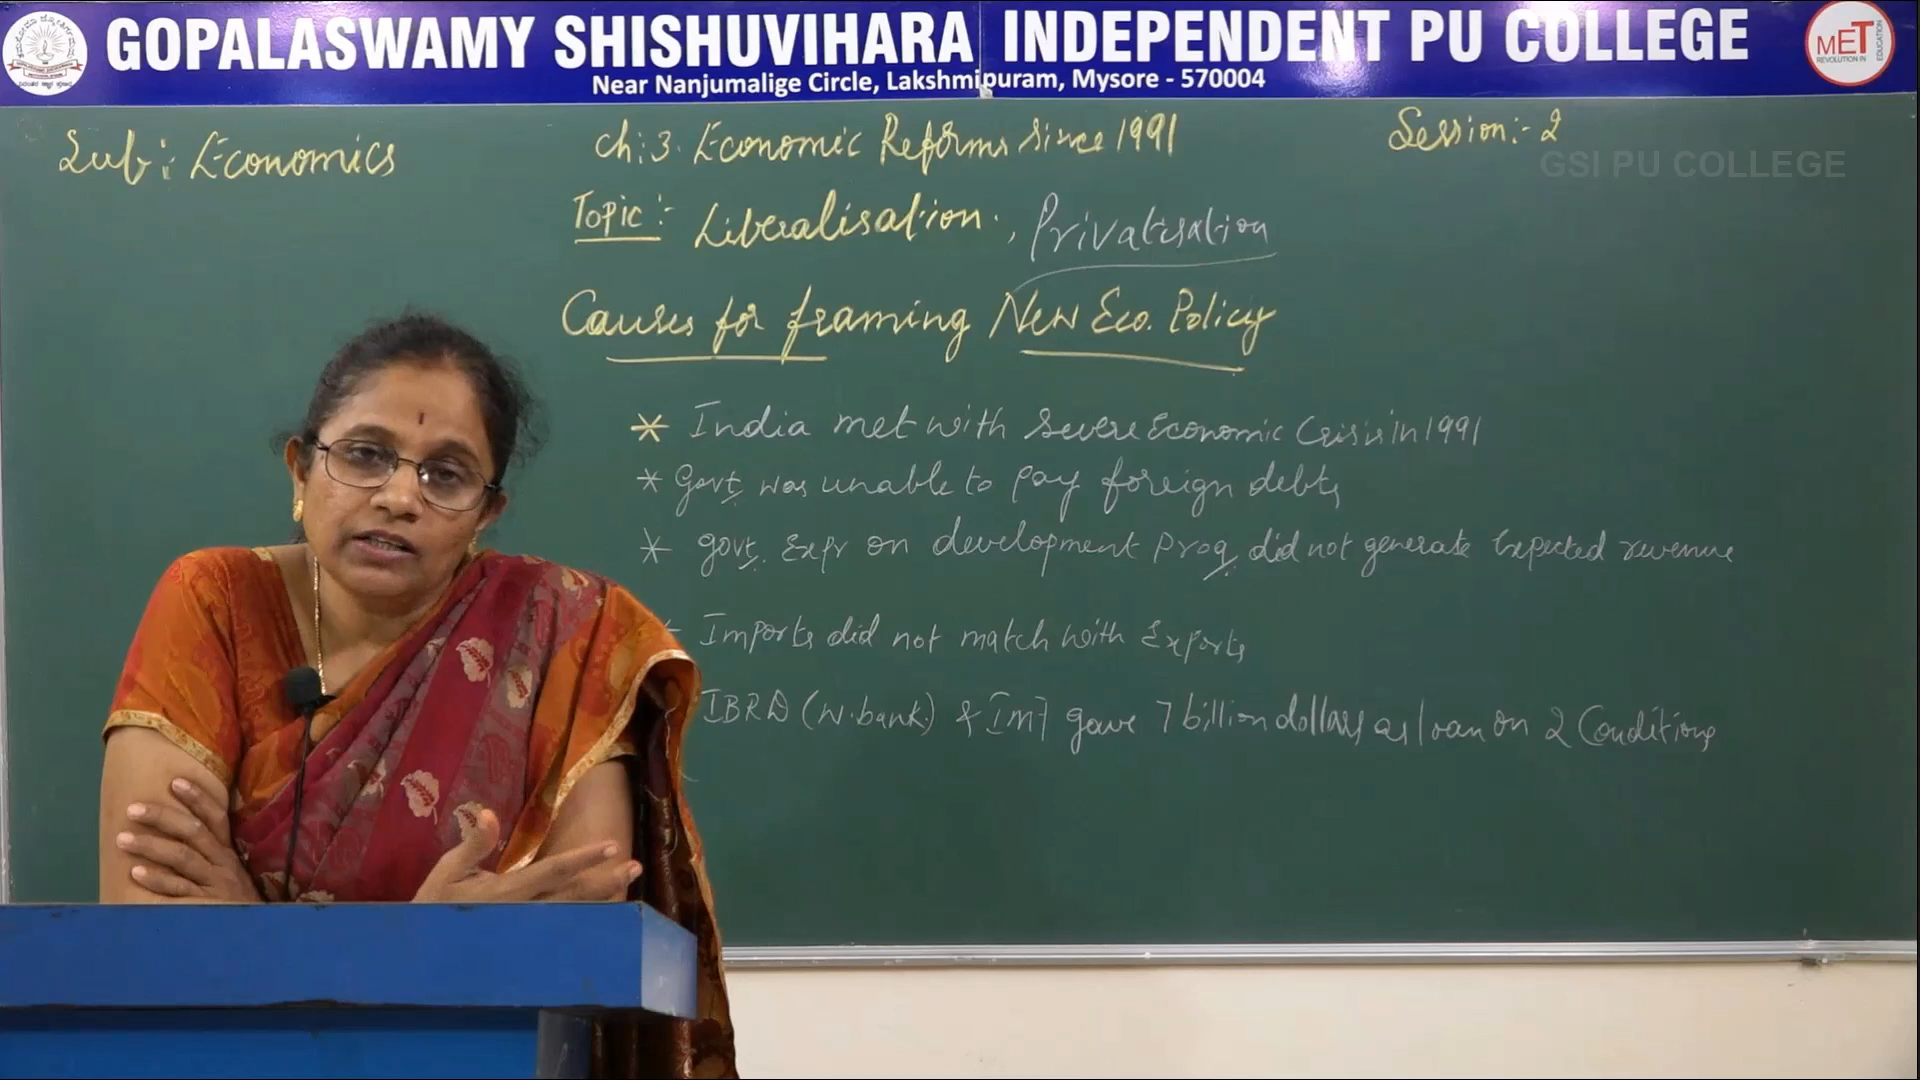 GOPALASWAMY SHISHUVIHARA INDEPENDENT PU COLLEGE
Near Nanjumalige Circle, Lakshmipuram, Mysore - 570004
MET
REVOLUTION IN EDUCATION
Sub:- Economics
Ch:3. Economic Reforms Since 1991
Session:- 2
GSI PU COLLEGE
Topic:- Liberalisation., Privatisation
Causes for framing New Eco. Policy
* India met with Severe Economic Crisis in 1991
* Govt. was unable to pay foreign debts
* govt. Expr on development Prog. did not generate Expected revenue
Imports did not match with Exports
IBRD (W.bank) & IMF gave 7 billion dollars as loan on 2 Conditions